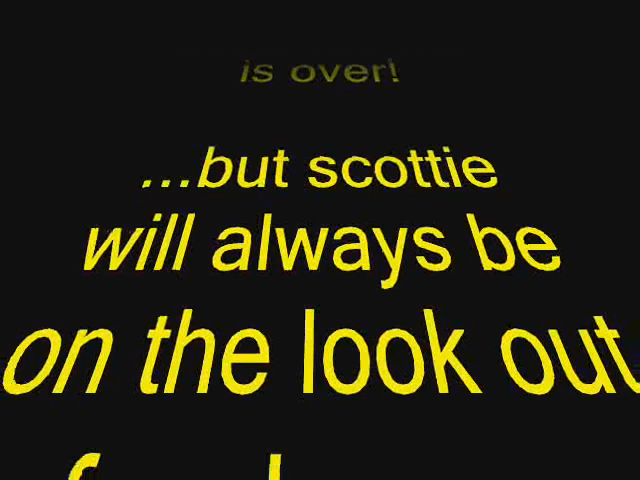 is over!
...but scottie
will always be
on the look out